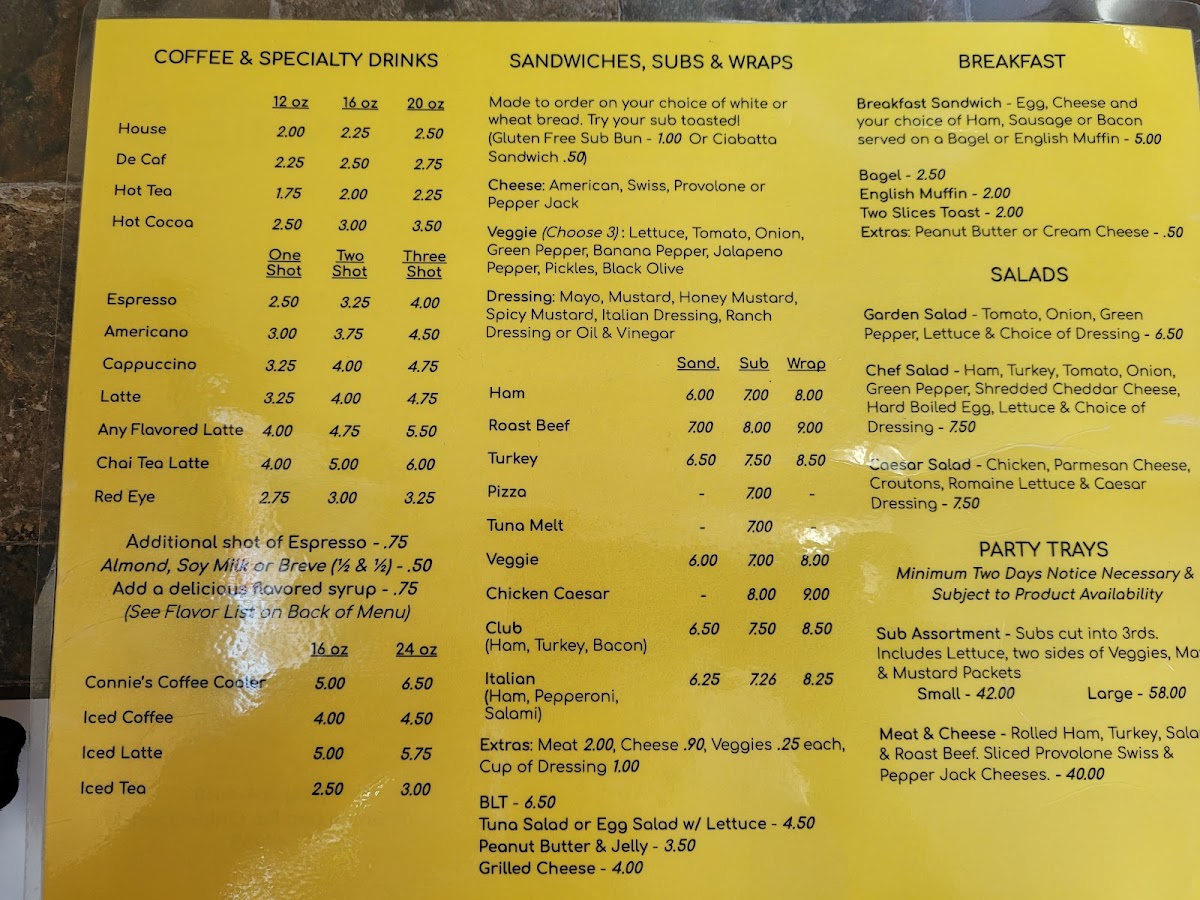 COFFEE & SPECIALTY DRINKS
12 oz 16 oz 20 oz
House 2.00 2.25 2.50
De Caf 2.25 2.50 2.75
Hot Tea 1.75 2.00 2.25
Hot Cocoa 2.50 3.00 3.50
One Shot Two Shot Three Shot
Espresso 2.50 3.25 4.00
Americano 3.00 3.75 4.50
Cappuccino 3.25 4.00 4.75
Latte 3.25 4.00 4.75
Any Flavored Latte 4.00 4.75 5.50
Chai Tea Latte 4.00 5.00 6.00
Red Eye 2.75 3.00 3.25
Additional shot of Espresso - .75
Almond, Soy Milk or Breve (½ & ½) - .50
Add a delicious flavored syrup - .75
(See Flavor List on Back of Menu)
16 oz 24 oz
Connie's Coffee Cooler 5.00 6.50
Iced Coffee 4.00 4.50
Iced Latte 5.00 5.75
Iced Tea 2.50 3.00
SANDWICHES, SUBS & WRAPS
Made to order on your choice of white or
wheat bread. Try your sub toasted!
(Gluten Free Sub Bun - 1.00 Or Ciabatta
Sandwich .50)
Cheese: American, Swiss, Provolone or
Pepper Jack
Veggie (Choose 3) : Lettuce, Tomato, Onion,
Green Pepper, Banana Pepper, Jalapeno
Pepper, Pickles, Black Olive
Dressing: Mayo, Mustard, Honey Mustard,
Spicy Mustard, Italian Dressing, Ranch
Dressing or Oil & Vinegar
Sand. Sub Wrap
Ham 6.00 7.00 8.00
Roast Beef 7.00 8.00 9.00
Turkey 6.50 7.50 8.50
Pizza - 7.00 -
Tuna Melt - 7.00 -
Veggie 6.00 7.00 8.00
Chicken Caesar - 8.00 9.00
Club 6.50 7.50 8.50
(Ham, Turkey, Bacon)
Italian 6.25 7.26 8.25
(Ham, Pepperoni,
Salami)
Extras: Meat 2.00, Cheese .90, Veggies .25 each,
Cup of Dressing 1.00
BLT - 6.50
Tuna Salad or Egg Salad w/ Lettuce - 4.50
Peanut Butter & Jelly - 3.50
Grilled Cheese - 4.00
BREAKFAST
Breakfast Sandwich - Egg, Cheese and
your choice of Ham, Sausage or Bacon
served on a Bagel or English Muffin - 5.00
Bagel - 2.50
English Muffin - 2.00
Two Slices Toast - 2.00
Extras: Peanut Butter or Cream Cheese - .50
SALADS
Garden Salad - Tomato, Onion, Green
Pepper, Lettuce & Choice of Dressing - 6.50
Chef Salad - Ham, Turkey, Tomato, Onion,
Green Pepper, Shredded Cheddar Cheese,
Hard Boiled Egg, Lettuce & Choice of
Dressing - 7.50
Caesar Salad - Chicken, Parmesan Cheese,
Croutons, Romaine Lettuce & Caesar
Dressing - 7.50
PARTY TRAYS
Minimum Two Days Notice Necessary &
Subject to Product Availability
Sub Assortment - Subs cut into 3rds.
Includes Lettuce, two sides of Veggies,
& Mustard Packets
Small - 42.00 Large - 58.00
Meat & Cheese - Rolled Ham, Turkey,
& Roast Beef. Sliced Provolone Swiss &
Pepper Jack Cheeses. - 40.00